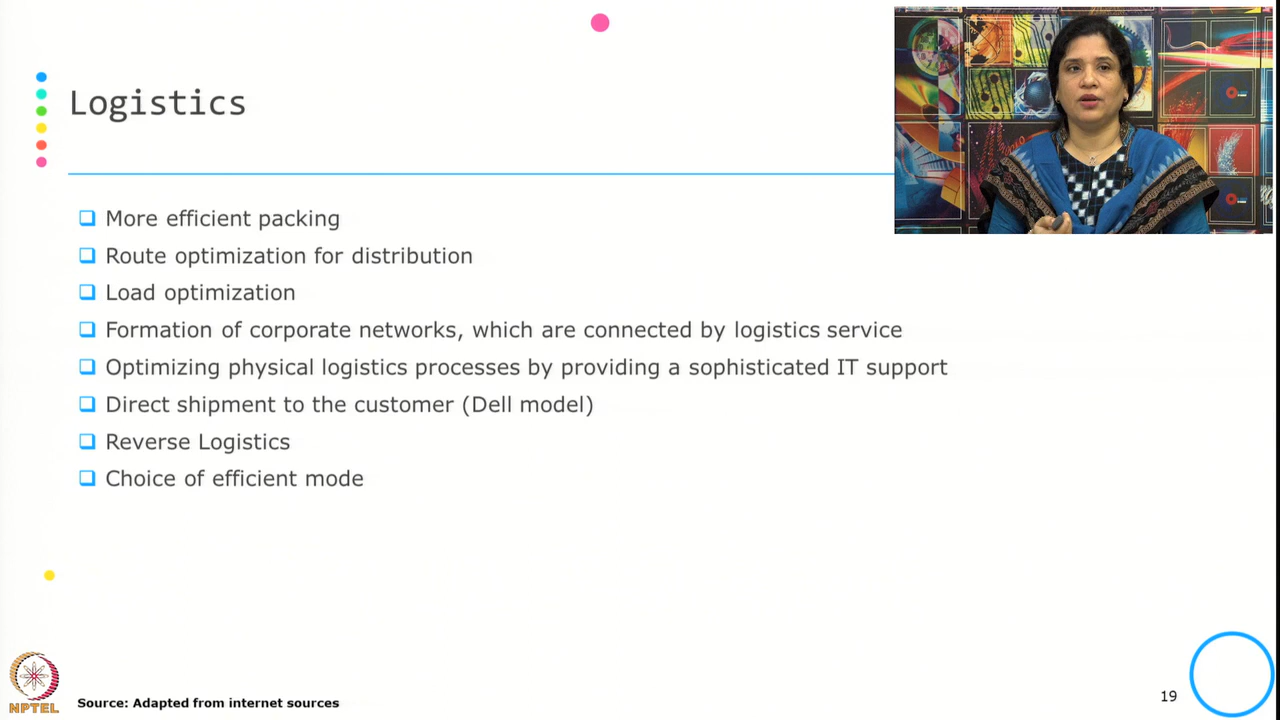 Logistics
More efficient packing
Route optimization for distribution
Load optimization
Formation of corporate networks, which are connected by logistics service
Optimizing physical logistics processes by providing a sophisticated IT support
Direct shipment to the customer (Dell model)
Reverse Logistics
Choice of efficient mode
NPTEL
Source: Adapted from internet sources
19